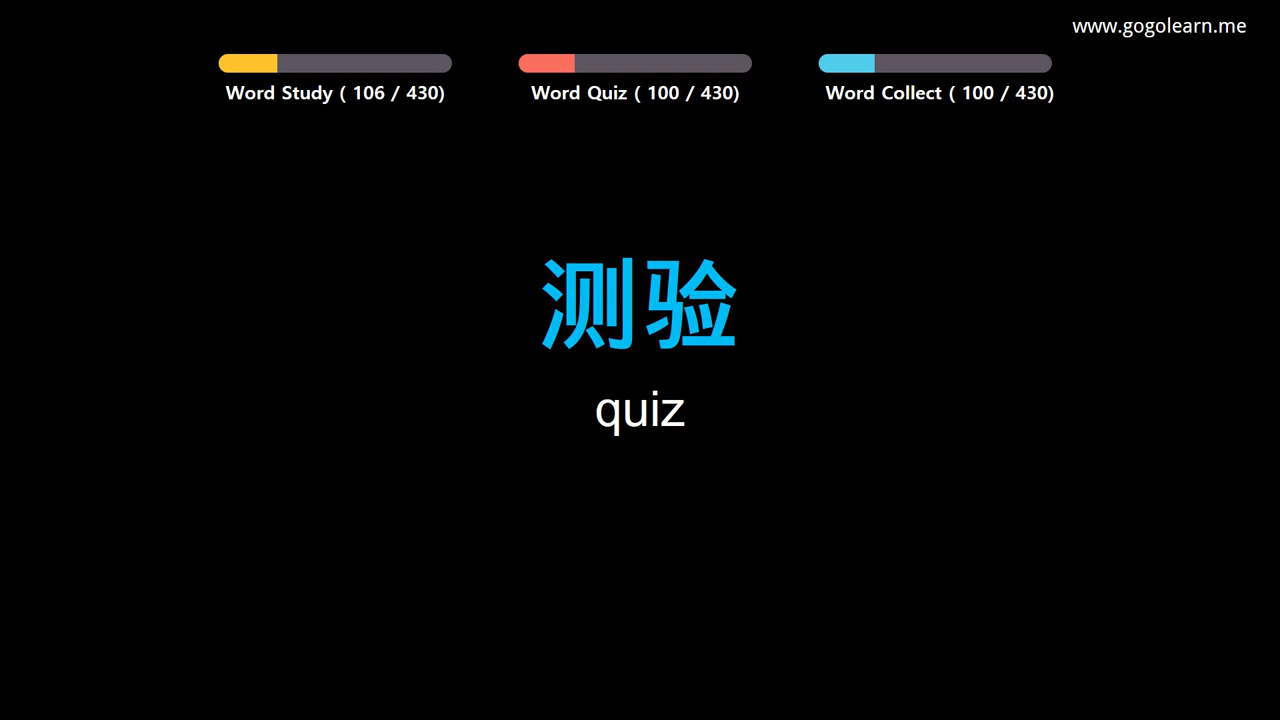 www.gogolearn.me
Word Study ( 106 / 430)
Word Quiz ( 100 / 430)
Word Collect ( 100 / 430)
测验
quiz